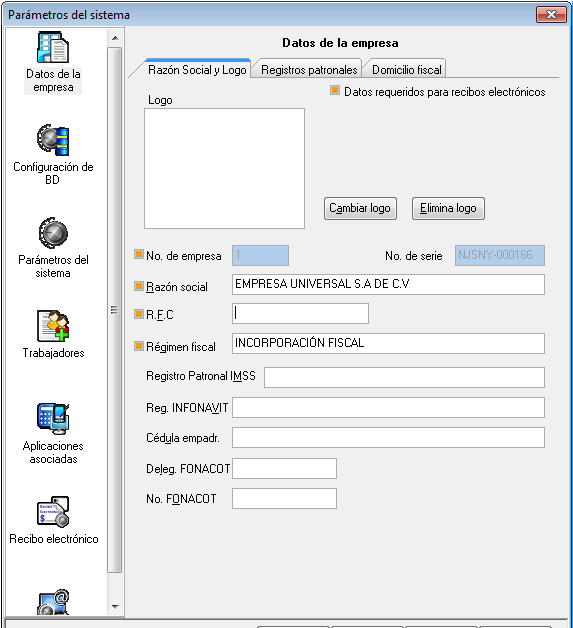 Parámetros del sistema
Datos de la
empresa
Configuración de
BD
Parámetros del
sistema
Trabajadores
Aplicaciones
asociadas
Recibo electrónico
Datos de la empresa
Razón Social y Logo
Registros patronales
Domicilio fiscal
Datos requeridos para recibos electrónicos
Logo
Cambiar logo
Elimina logo
No. de empresa
1
No. de serie
NJSNY-000166
Razón social
EMPRESA UNIVERSAL S.A DE C.V
R.F.C
Régimen fiscal
INCORPORACIÓN FISCAL
Registro Patronal IMSS
Reg. INFONAVIT
Cédula empadr.
Deleg. FONACOT
No. FONACOT